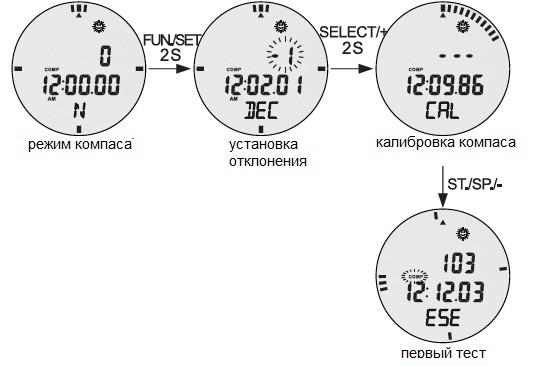 0
COMP
12:00.00
AM
N
режим компаса
FUN./SET
2S
1
COMP
12:02.01
AM
DEC
установка
отклонения
SELECT/+
2S
---
COMP
12:09.86
CAL
калибровка компаса
ST./SP./-
103
COMP
12:12.03
ESE
первый тест